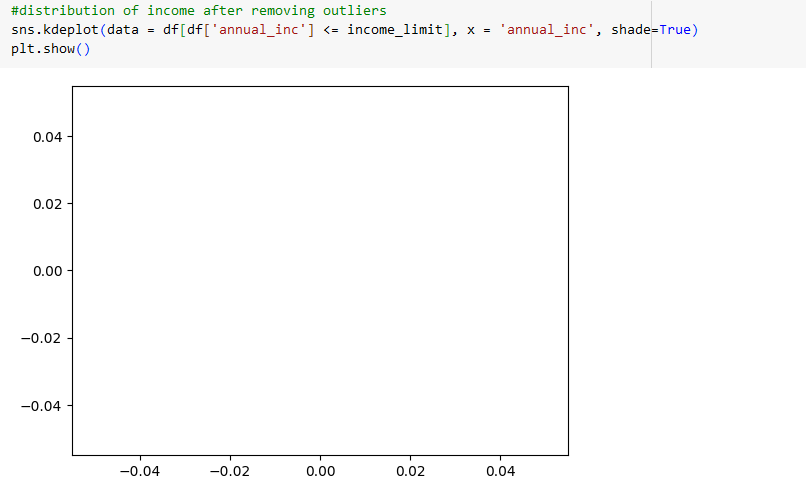 #distribution of income after removing outliers
sns.kdeplot(data = df[df['annual_inc'] <= income_limit], x = 'annual_inc', shade=True)
plt.show()
0.04
0.02
0.00
−0.02
−0.04
−0.04 −0.02 0.00 0.02 0.04